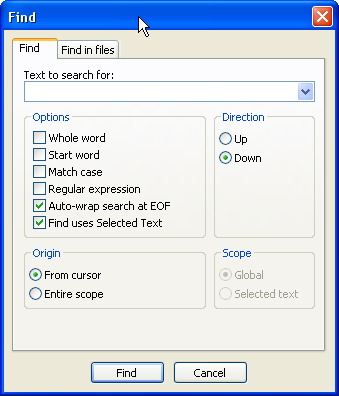 Find
Find Find in files
Text to search for:
Options Direction
Whole word Up
Start word Down
Match case
Regular expression
Auto-wrap search at EOF
Find uses Selected Text
Origin Scope
From cursor Global
Entire scope Selected text
Find Cancel